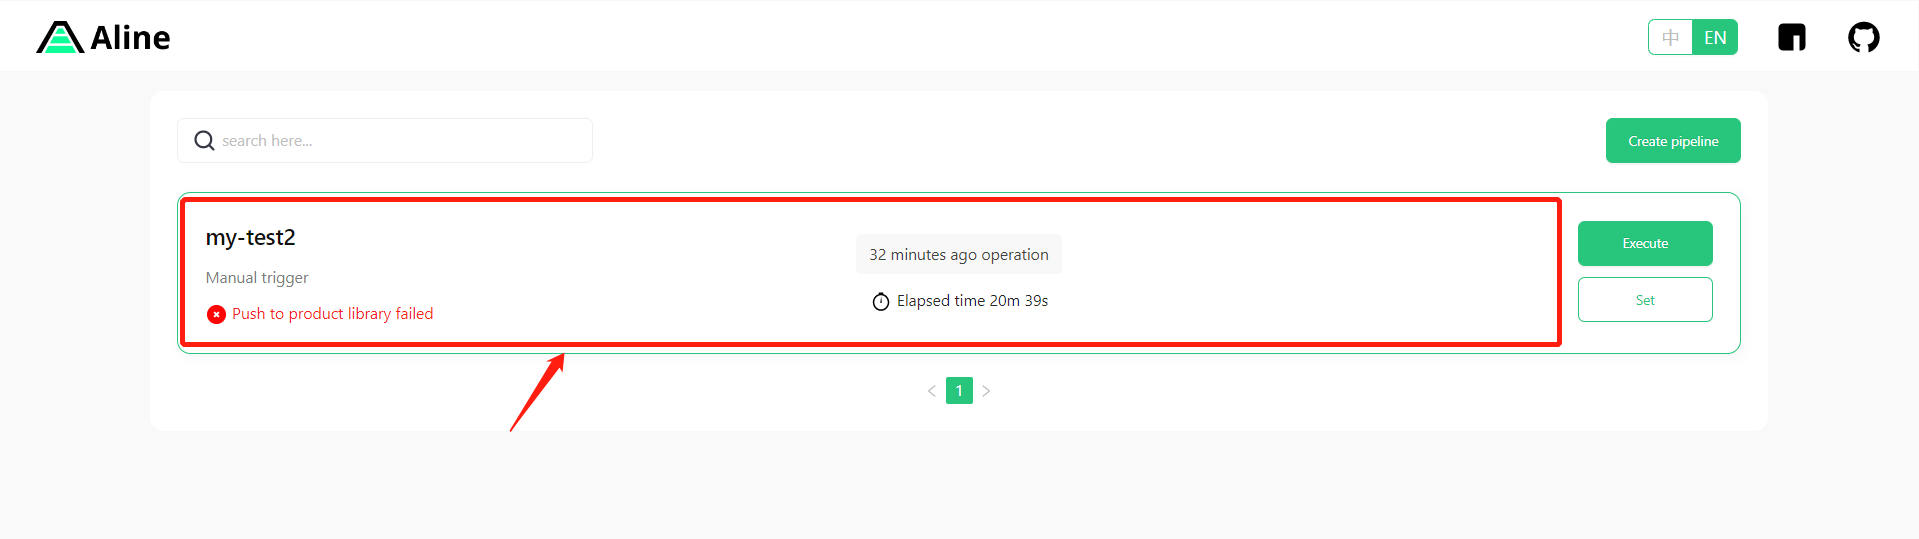 Aline
中 EN
search here...
Create pipeline
my-test2
Manual trigger
Push to product library failed
32 minutes ago operation
Elapsed time 20m 39s
Execute
Set
< 1 >